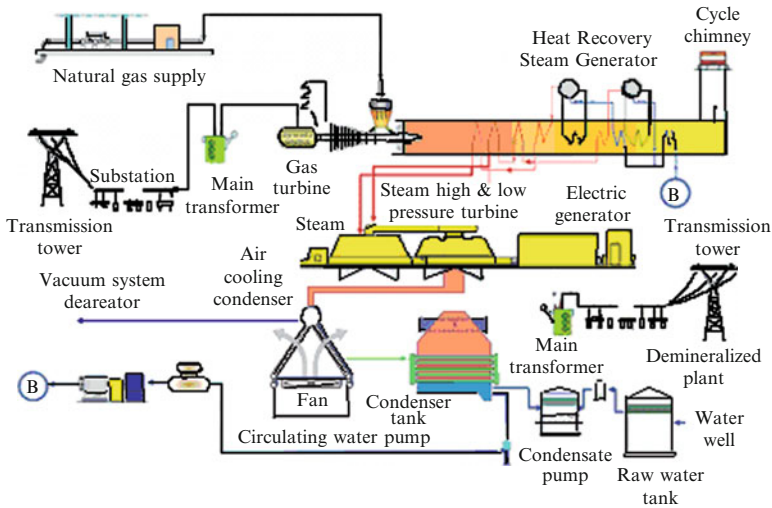 Cycle
chimney
Heat Recovery
Steam Generator
Natural gas supply
Substation
Main
transformer
Gas
turbine
B
Steam high & low
pressure turbine
Electric
generator
Steam
Transmission
tower
Transmission
tower
Air
cooling
condenser
Vacuum system
deareator
Main
transformer
Demineralized
plant
B
Fan
Condenser
tank
Circulating water pump
Water
well
Condensate
pump
Raw water
tank